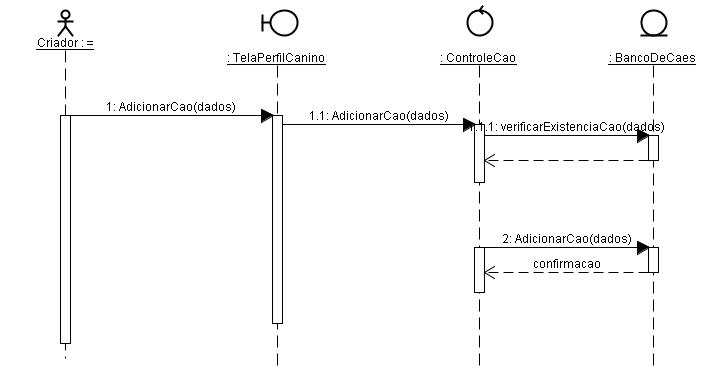 Criador : =
: TelaPerfilCanino
: ControleCao
: BancoDeCaes
1: AdicionarCao(dados)
1.1: AdicionarCao(dados)
1.1.1: verificarExistenciaCao(dados)
2: AdicionarCao(dados)
confirmacao